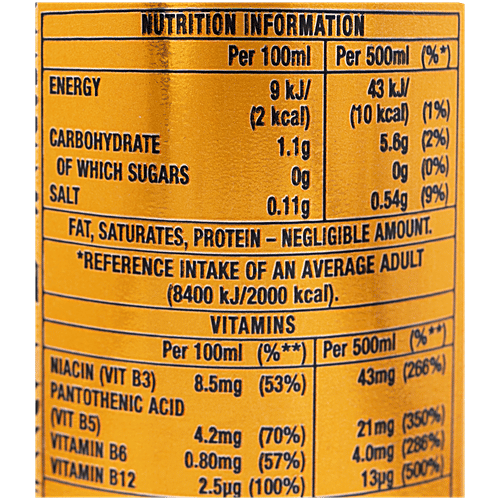 NUTRITION INFORMATION
Per 100ml Per 500ml (%*)
ENERGY 9 kJ/ 43 kJ/
(2 kcal) (10 kcal) (1%)
CARBOHYDRATE 1.1g 5.6g (2%)
OF WHICH SUGARS 0g 0g (0%)
SALT 0.11g 0.54g (9%)
FAT, SATURATES, PROTEIN – NEGLIGIBLE AMOUNT.
*REFERENCE INTAKE OF AN AVERAGE ADULT
(8400 kJ/2000 kcal).
VITAMINS
Per 100ml (%**) Per 500ml (%**)
NIACIN (VIT B3) 8.5mg (53%) 43mg (266%)
PANTOTHENIC ACID
(VIT B5) 4.2mg (70%) 21mg (350%)
VITAMIN B6 0.80mg (57%) 4.0mg (286%)
VITAMIN B12 2.5µg (100%) 13µg (500%)